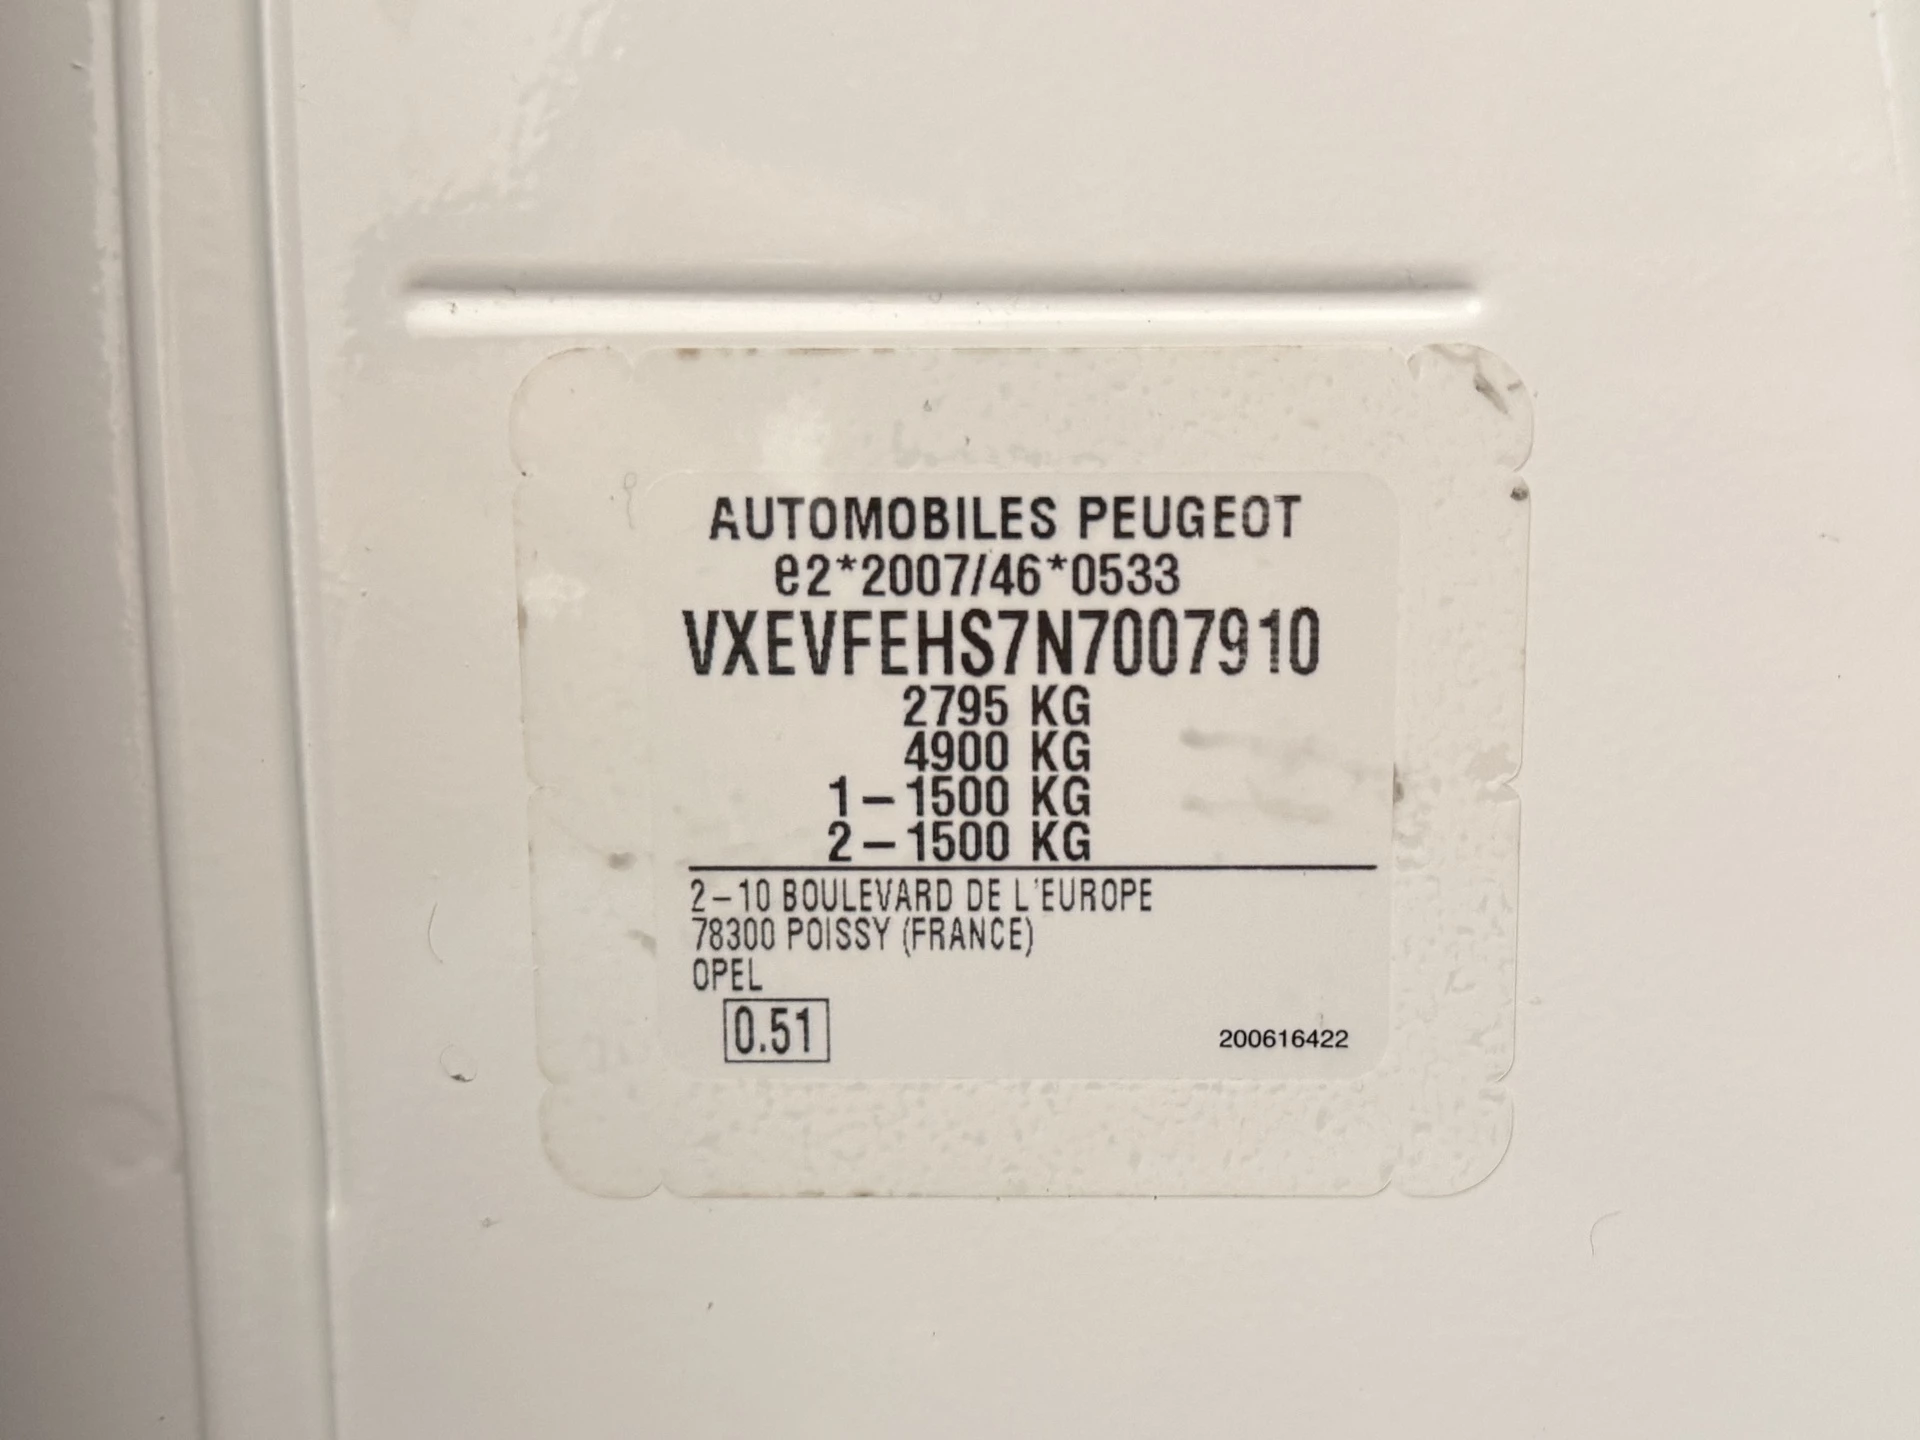 AUTOMOBILES PEUGEOT
e2*2007/46*0533
VXEVFEHS7N7007910
2795 KG
4900 KG
1-1500 KG
2-1500 KG
2-10 BOULEVARD DE L'EUROPE
78300 POISSY (FRANCE)
OPEL
0.51
200616422